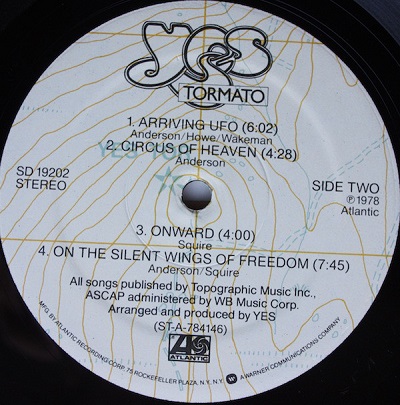 YES
TORMATO
1. ARRIVING UFO (6:02)
Anderson/Howe/Wakeman
2. CIRCUS OF HEAVEN (4:28)
Anderson
SD 19202
STEREO
SIDE TWO
℗1978
Atlantic
3. ONWARD (4:00)
Squire
4. ON THE SILENT WINGS OF FREEDOM (7:45)
Anderson/Squire
All songs published by Topographic Music Inc.,
ASCAP administered by WB Music Corp.
Arranged and produced by YES
(ST-A-784146)
ATLANTIC
MFG. BY ATLANTIC RECORDING CORP. 75 ROCKEFELLER PLAZA, N.Y. N.Y. A WARNER COMMUNICATIONS COMPANY